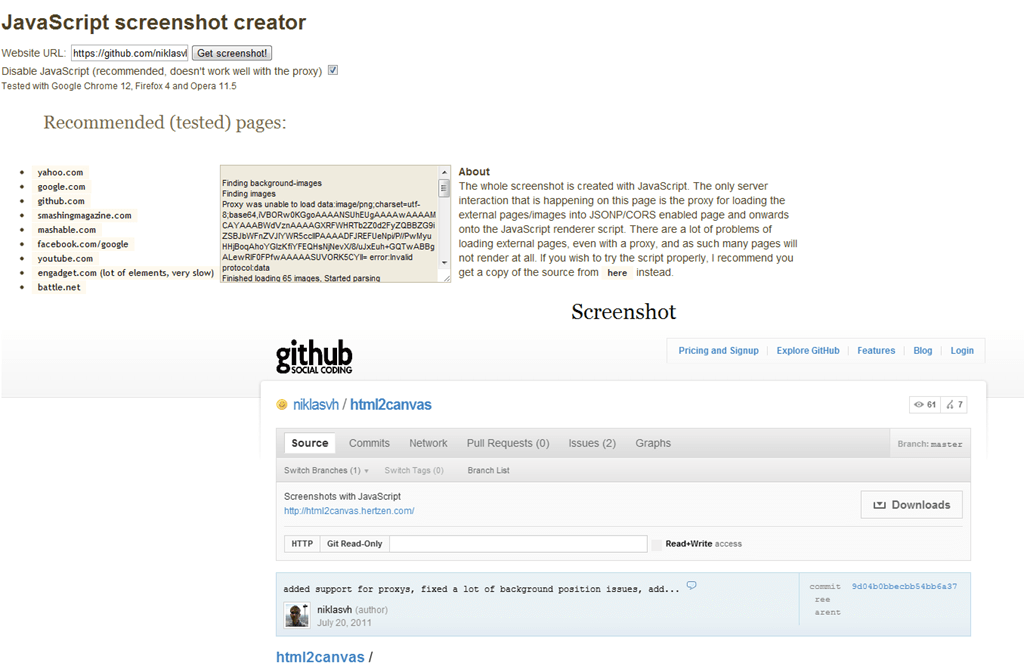 JavaScript screenshot creator
Website URL: https://github.com/niklasvl Get screenshot!
Disable JavaScript (recommended, doesn't work well with the proxy)
Tested with Google Chrome 12, Firefox 4 and Opera 11.5
Recommended (tested) pages:
yahoo.com
google.com
github.com
smashingmagazine.com
mashable.com
facebook.com/google
youtube.com
engadget.com (lot of elements, very slow)
battle.net
Finding background-images
Finding images
Proxy was unable to load data:image/png;charset=utf-
error:Invalid
protocol:data
Finished loading 65 images, Started parsing
About
The whole screenshot is created with JavaScript. The only server
interaction that is happening on this page is the proxy for loading the
external pages/images into JSONP/CORS enabled page and onwards
onto the JavaScript renderer script. There are a lot of problems of
loading external pages, even with a proxy, and as such many pages will
not render at all. If you wish to try the script properly, I recommend you
get a copy of the source from here instead.
Screenshot
github
SOCIAL CODING
Pricing and Signup Explore GitHub Features Blog Login
niklasvh / html2canvas 61 7
Source Commits Network Pull Requests (0) Issues (2) Graphs Branch: master
Switch Branches (1) Switch Tags (0) Branch List
Screenshots with JavaScript
http://html2canvas.hertzen.com/
Downloads
HTTP Git Read-Only Read+Write access
added support for proxys, fixed a lot of background position issues, add...
niklasvh (author)
July 20, 2011
commit 9d04b0bbecbb54bb6a37
ree
arent
html2canvas /